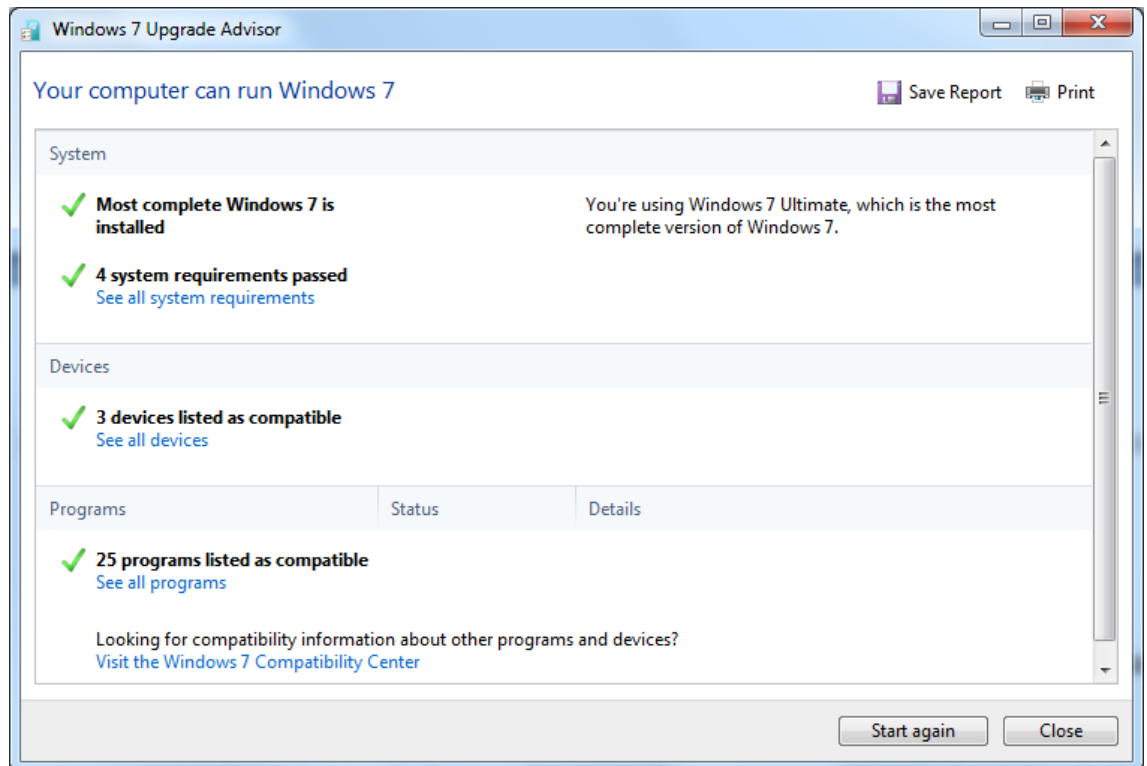 Windows 7 Upgrade Advisor
Your computer can run Windows 7
Save Report
Print
System
Most complete Windows 7 is
installed
You're using Windows 7 Ultimate, which is the most
complete version of Windows 7.
4 system requirements passed
See all system requirements
Devices
3 devices listed as compatible
See all devices
Programs
Status
Details
25 programs listed as compatible
See all programs
Looking for compatibility information about other programs and devices?
Visit the Windows 7 Compatibility Center
Start again
Close